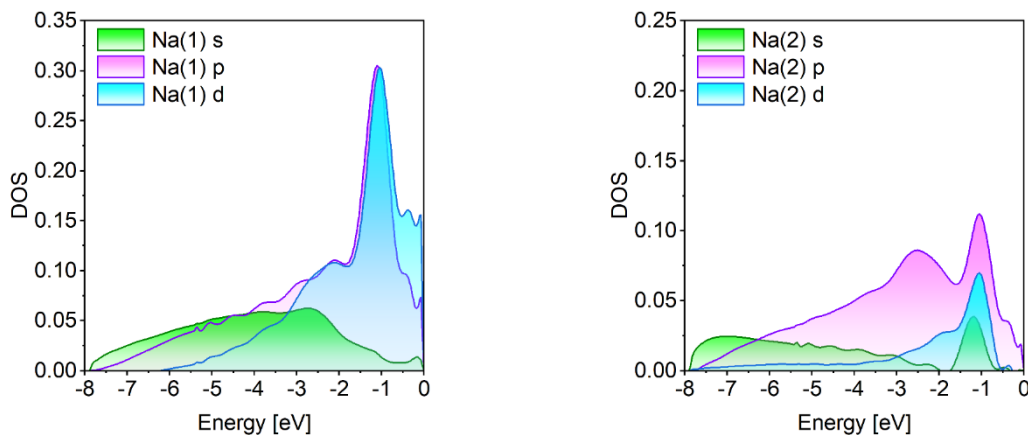 0.35
0.30
0.25
0.20
0.15
0.10
0.05
0.00
DOS
Na(1) s
Na(1) p
Na(1) d
-8 -7 -6 -5 -4 -3 -2 -1 0
Energy [eV]
0.25
0.20
0.15
0.10
0.05
0.00
DOS
Na(2) s
Na(2) p
Na(2) d
-8 -7 -6 -5 -4 -3 -2 -1 0
Energy [eV]